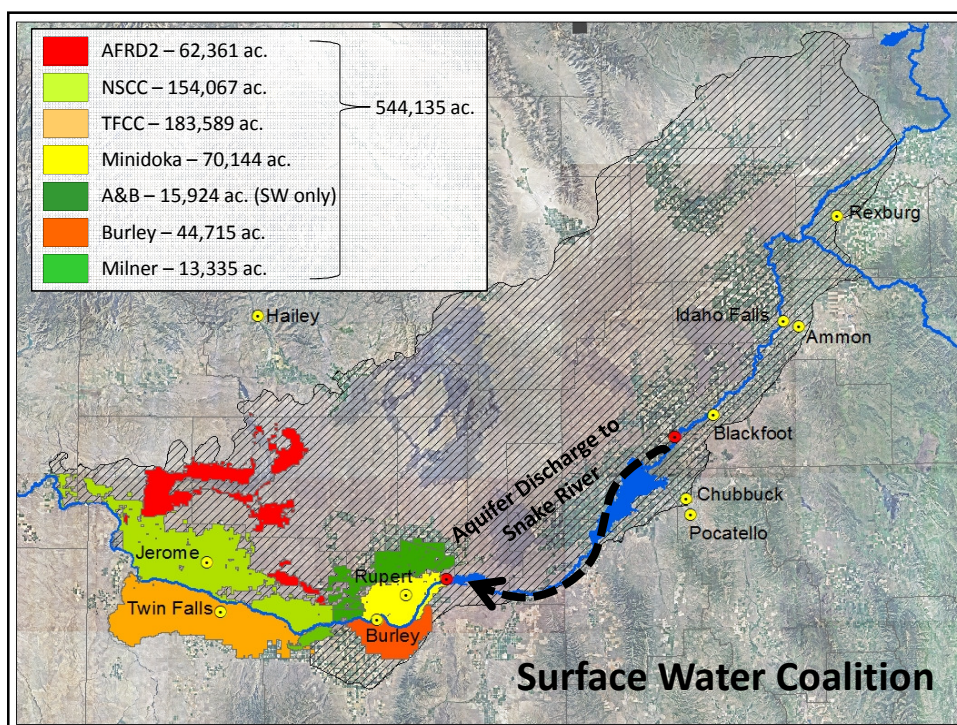 AFRD2 – 62,361 ac.
NSCC – 154,067 ac.
TFCC – 183,589 ac.
Minidoka – 70,144 ac.
A&B – 15,924 ac. (SW only)
Burley – 44,715 ac.
Milner – 13,335 ac.
544,135 ac.
Rexburg
Hailey
Idaho Falls
Ammon
Blackfoot
Aquifer Discharge to
Snake River
Chubbuck
Pocatello
Jerome
Rupert
Twin Falls
Burley
Surface Water Coalition